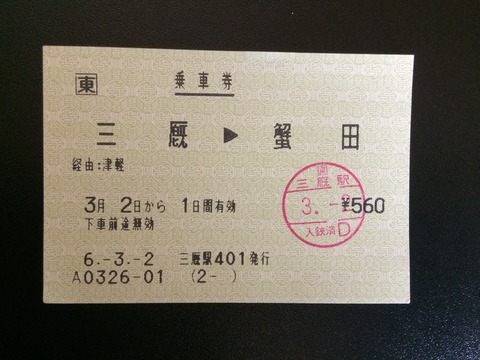 東 乗車券
三厩 ▶ 蟹田
経由:津軽
3月 2日から 1日間有効 ¥560
下車前途無効
6.-3.-2 三厩駅401発行
A0326-01 (2- )
三厩駅
3.-2
入鋏済 D